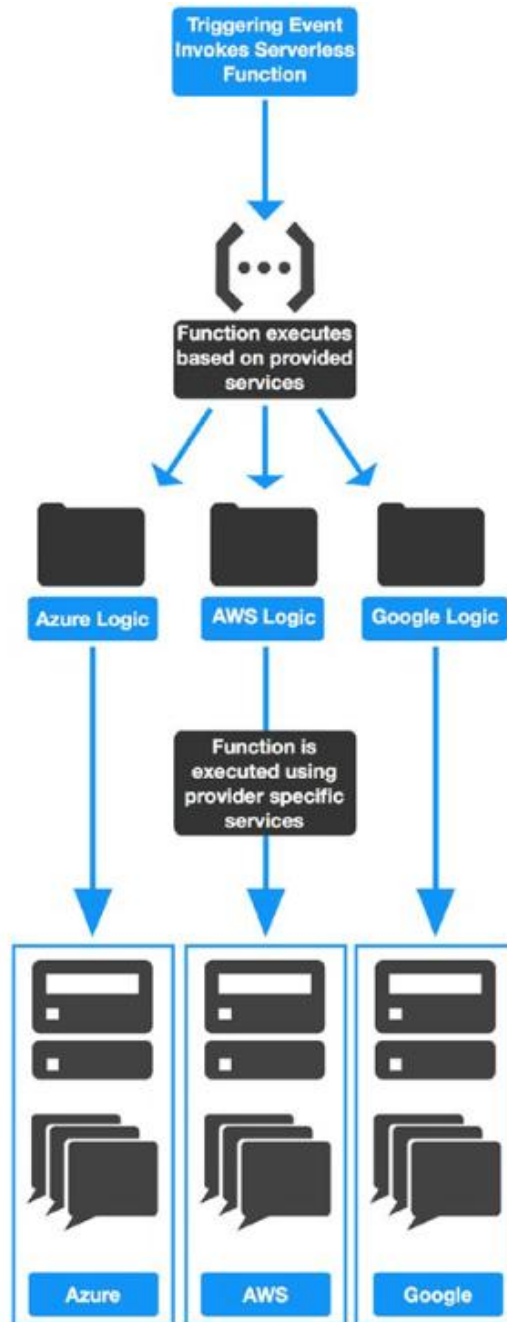 Triggering Event
Invokes Serverless
Function
Function executes
based on provided
services
Azure Logic
AWS Logic
Google Logic
Function is
executed using
provider specific
services
Azure
AWS
Google